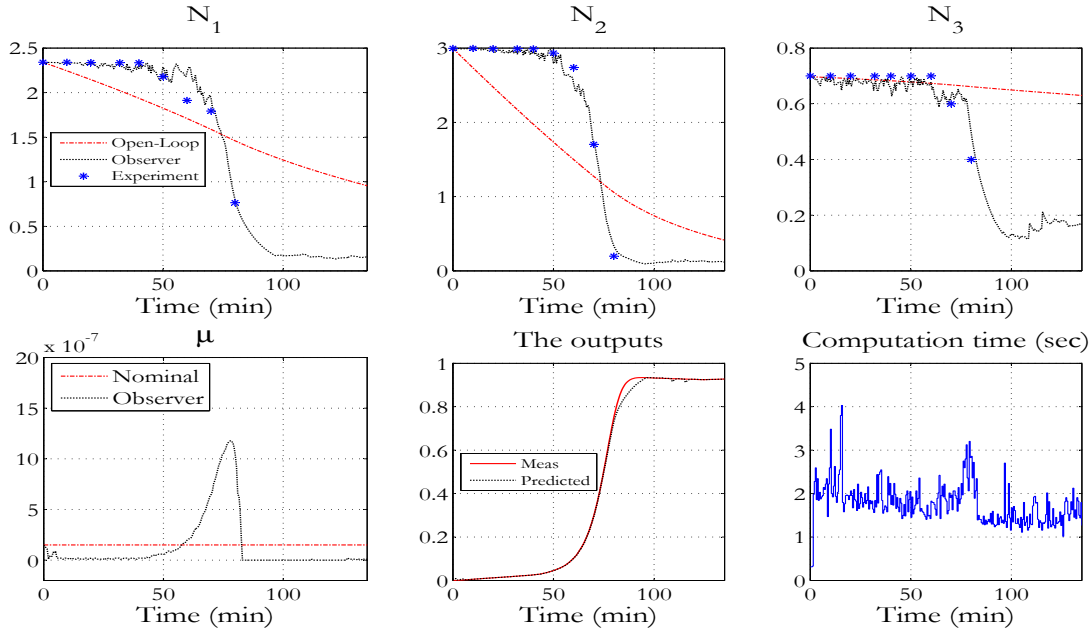 N1
2.5
2
1.5
1
0.5
0
0
50
100
Time (min)
Open-Loop
Observer
Experiment
N2
3
2
1
0
0
50
100
Time (min)
N3
0.8
0.6
0.4
0.2
0
0
50
100
Time (min)
μ
x 10-7
20
15
10
5
0
0
50
100
Time (min)
Nominal
Observer
The outputs
1
0.8
0.6
0.4
0.2
0
0
50
100
Time (min)
Meas
Predicted
Computation time (sec)
5
4
3
2
1
0
0
50
100
Time (min)